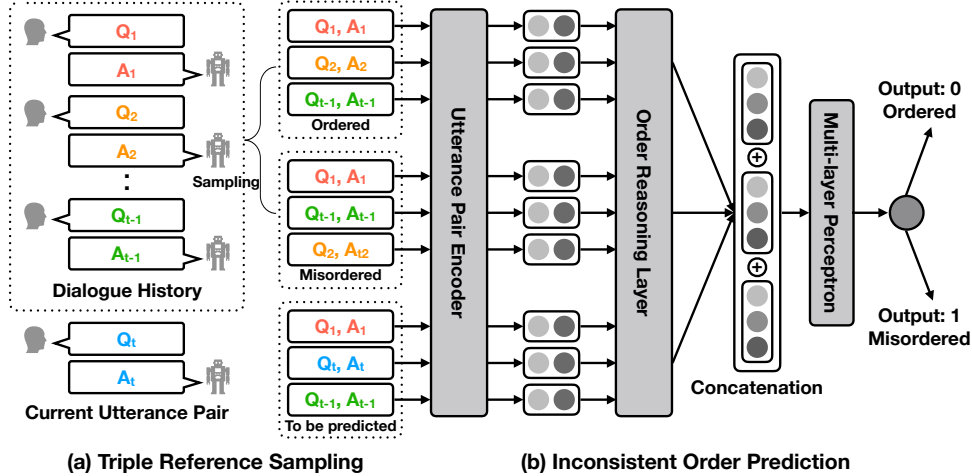 Q1
A1
Q2
A2
Qt-1
At-1
Dialogue History
Qt
At
Current Utterance Pair
Sampling
Q1, A1
Q2, A2
Qt-1, At-1
Ordered
Q1, A1
Qt-1, At-1
Q2, At2
Misordered
Q1, A1
Qt, At
Qt-1, At-1
To be predicted
Utterance Pair Encoder
Order Reasoning Layer
+
+
Concatenation
Multi-layer Perceptron
Output: 0
Ordered
Output: 1
Misordered
(a) Triple Reference Sampling
(b) Inconsistent Order Prediction